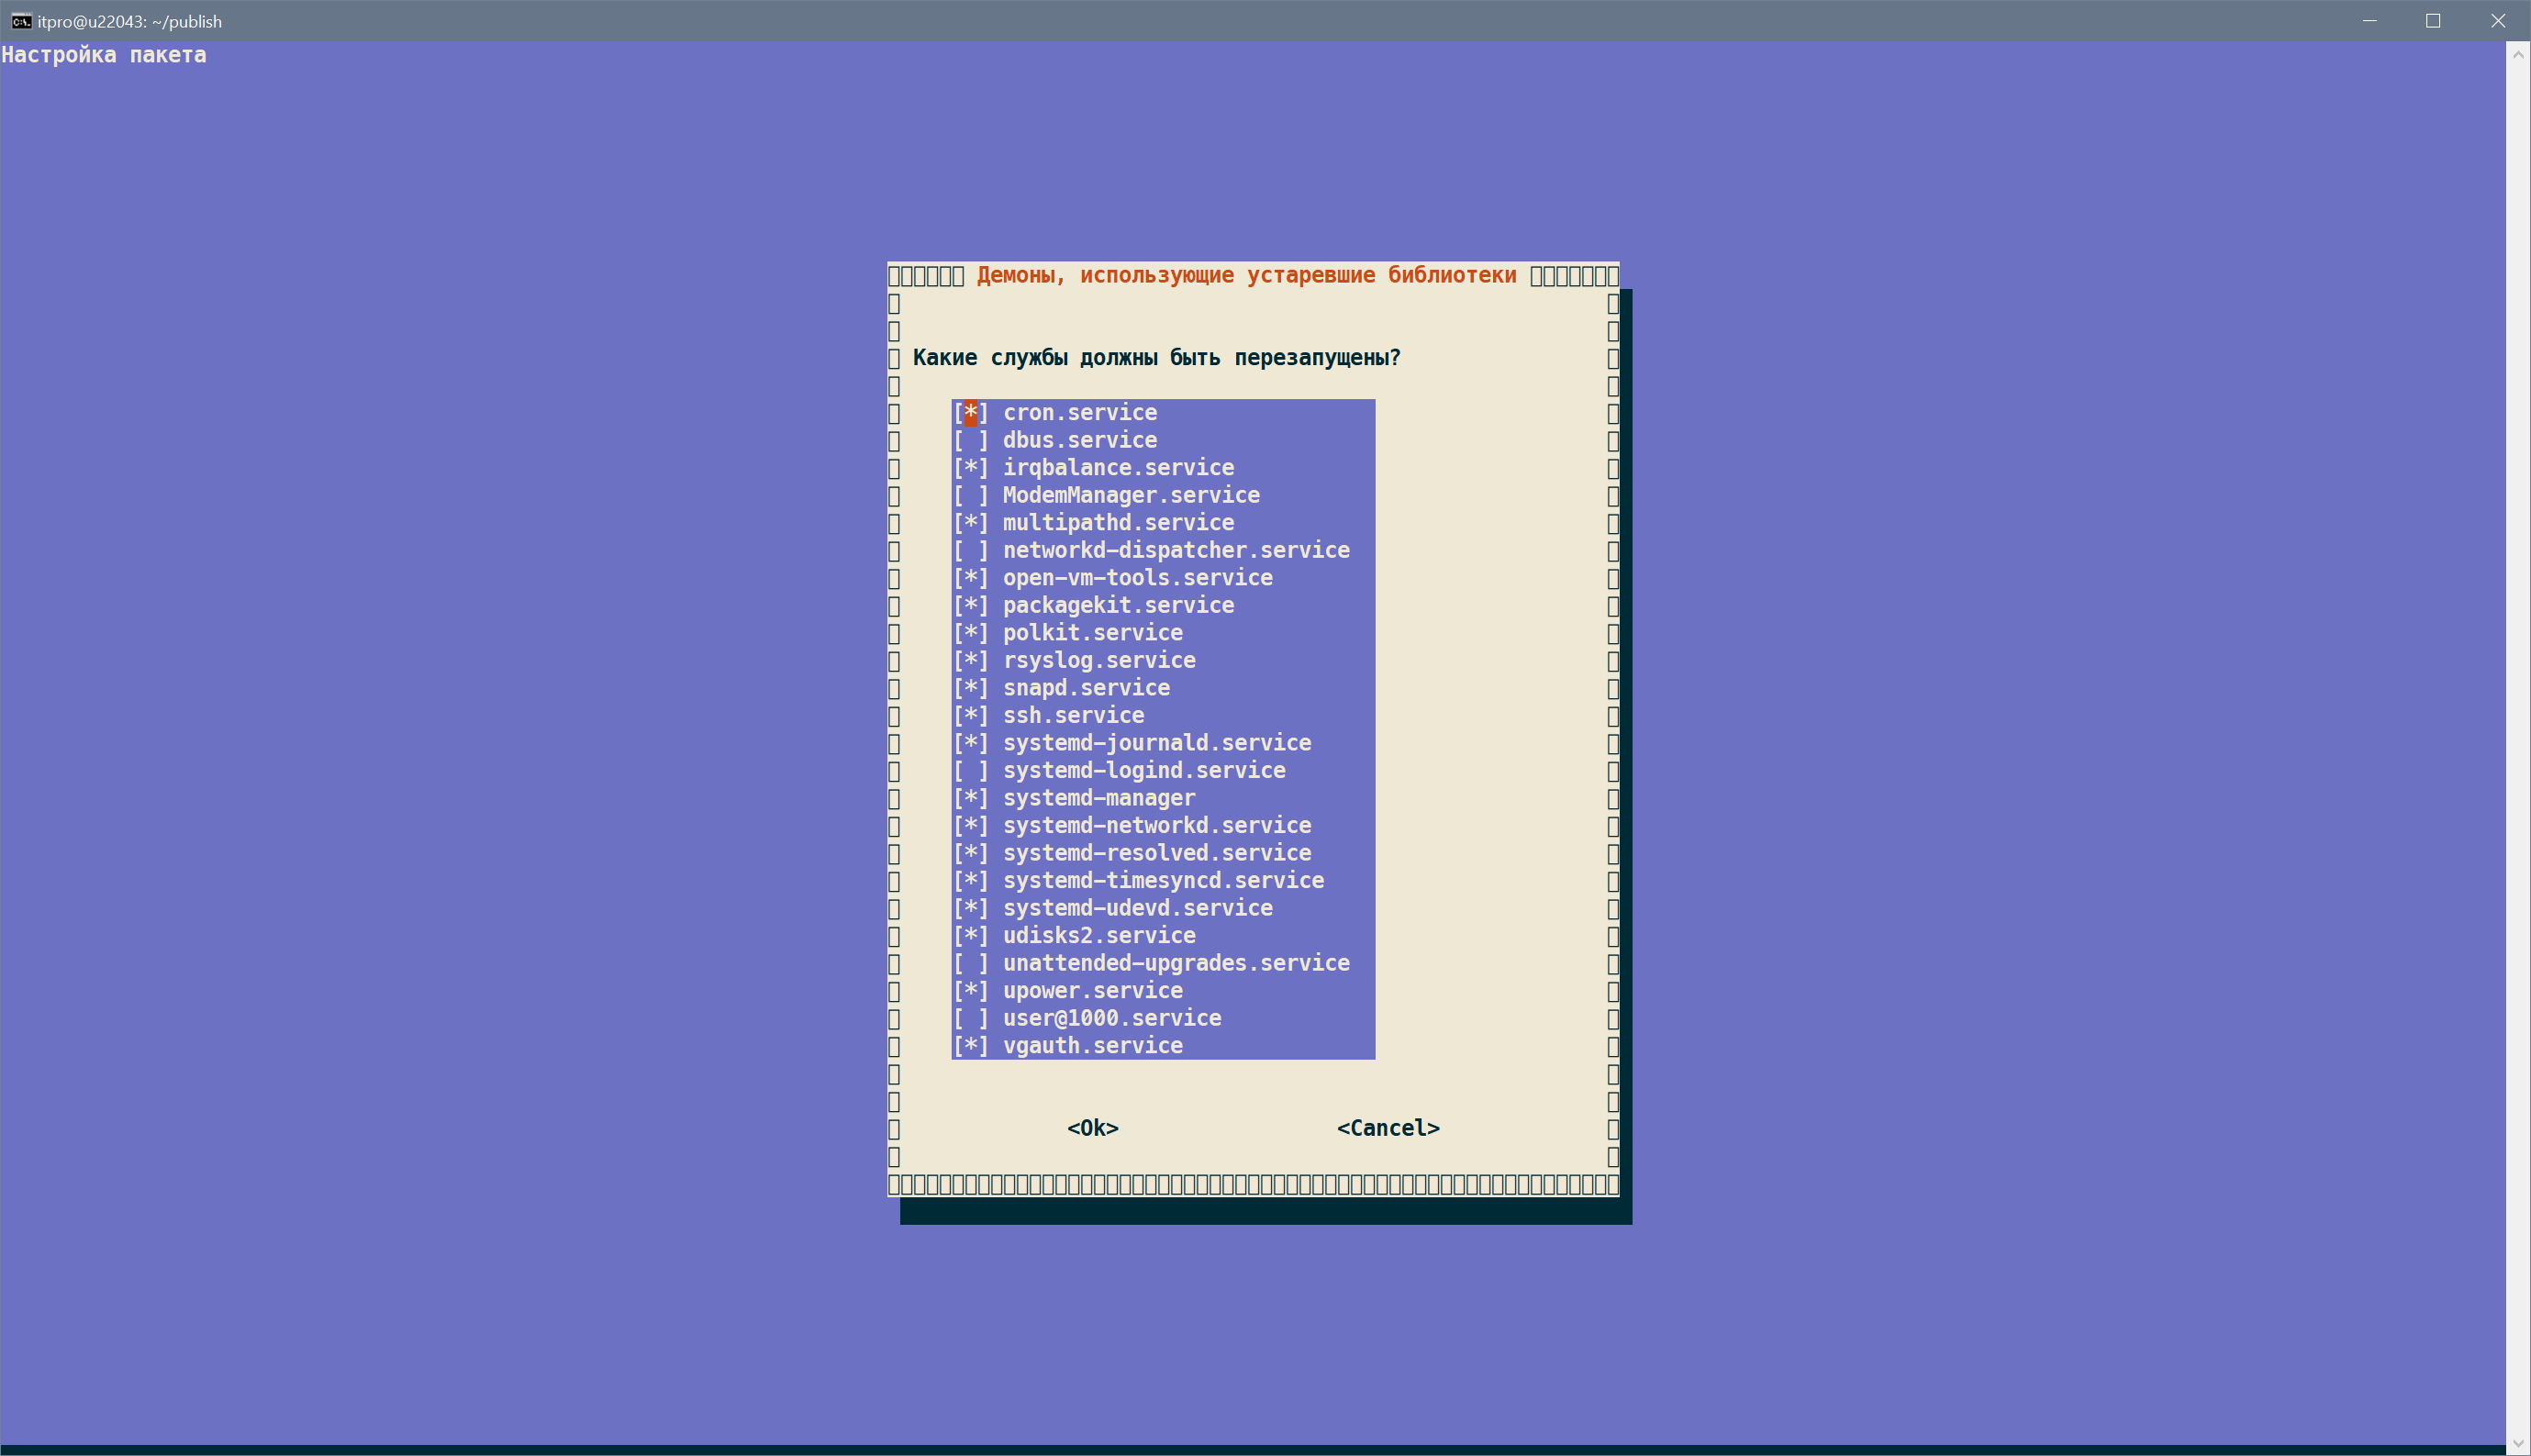 itpro@u22043: ~/publish
Настройка пакета
Демоны, использующие устаревшие библиотеки
Какие службы должны быть перезапущены?
[*] cron.service
[ ] dbus.service
[*] irqbalance.service
[ ] ModemManager.service
[*] multipathd.service
[ ] networkd-dispatcher.service
[*] open-vm-tools.service
[*] packagekit.service
[*] polkit.service
[*] rsyslog.service
[*] snapd.service
[*] ssh.service
[*] systemd-journald.service
[ ] systemd-logind.service
[*] systemd-manager
[*] systemd-networkd.service
[*] systemd-resolved.service
[*] systemd-timesyncd.service
[*] systemd-udevd.service
[*] udisks2.service
[ ] unattended-upgrades.service
[*] upower.service
[ ] user@1000.service
[*] vgauth.service
<Ok> <Cancel>